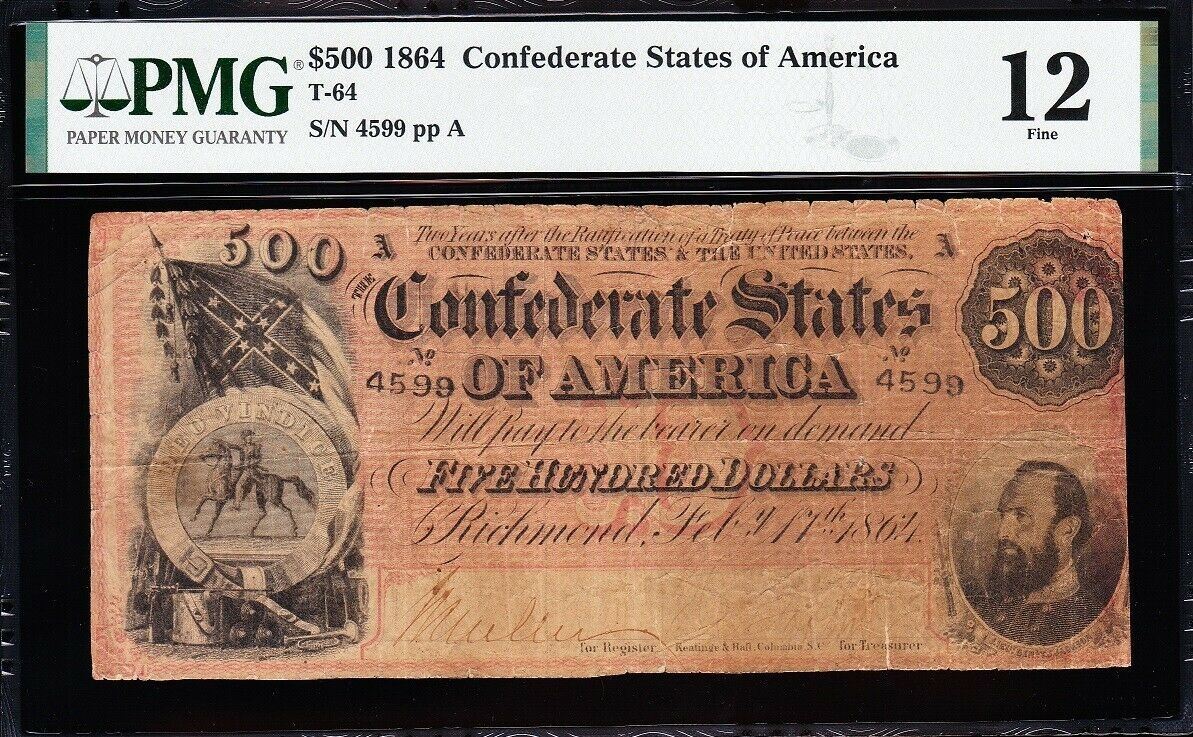 PMG®
PAPER MONEY GUARANTY
$500 1864 Confederate States of America
T-64
S/N 4599 pp A
12
Fine
500
A
Two Years after the Ratification of a Treaty of Peace between the
A
CONFEDERATE STATES & THE UNITED STATES,
THE
Confederate States
500
No
No
4599
OF AMERICA
4599
Will pay to the bearer on demand
DEO VINDICE
FIVE HUNDRED DOLLARS
Richmond, Feby 17th 1864.
for Register
Keatinge & Ball, Columbia S.C
for Treasurer